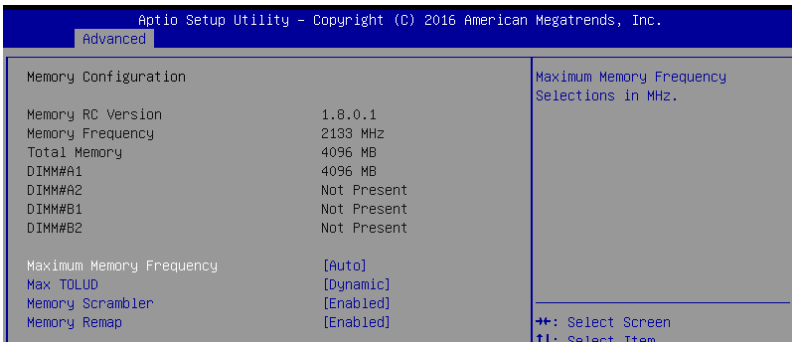 Aptio Setup Utility – Copyright (C) 2016 American Megatrends, Inc.
Advanced
Memory Configuration
Memory RC Version 1.8.0.1
Memory Frequency 2133 MHz
Total Memory 4096 MB
DIMM#A1 4096 MB
DIMM#A2 Not Present
DIMM#B1 Not Present
DIMM#B2 Not Present
Maximum Memory Frequency [Auto]
Max TOLUD [Dynamic]
Memory Scrambler [Enabled]
Memory Remap [Enabled]
Maximum Memory Frequency
Selections in MHz.
→←: Select Screen
↑↓: Select Item